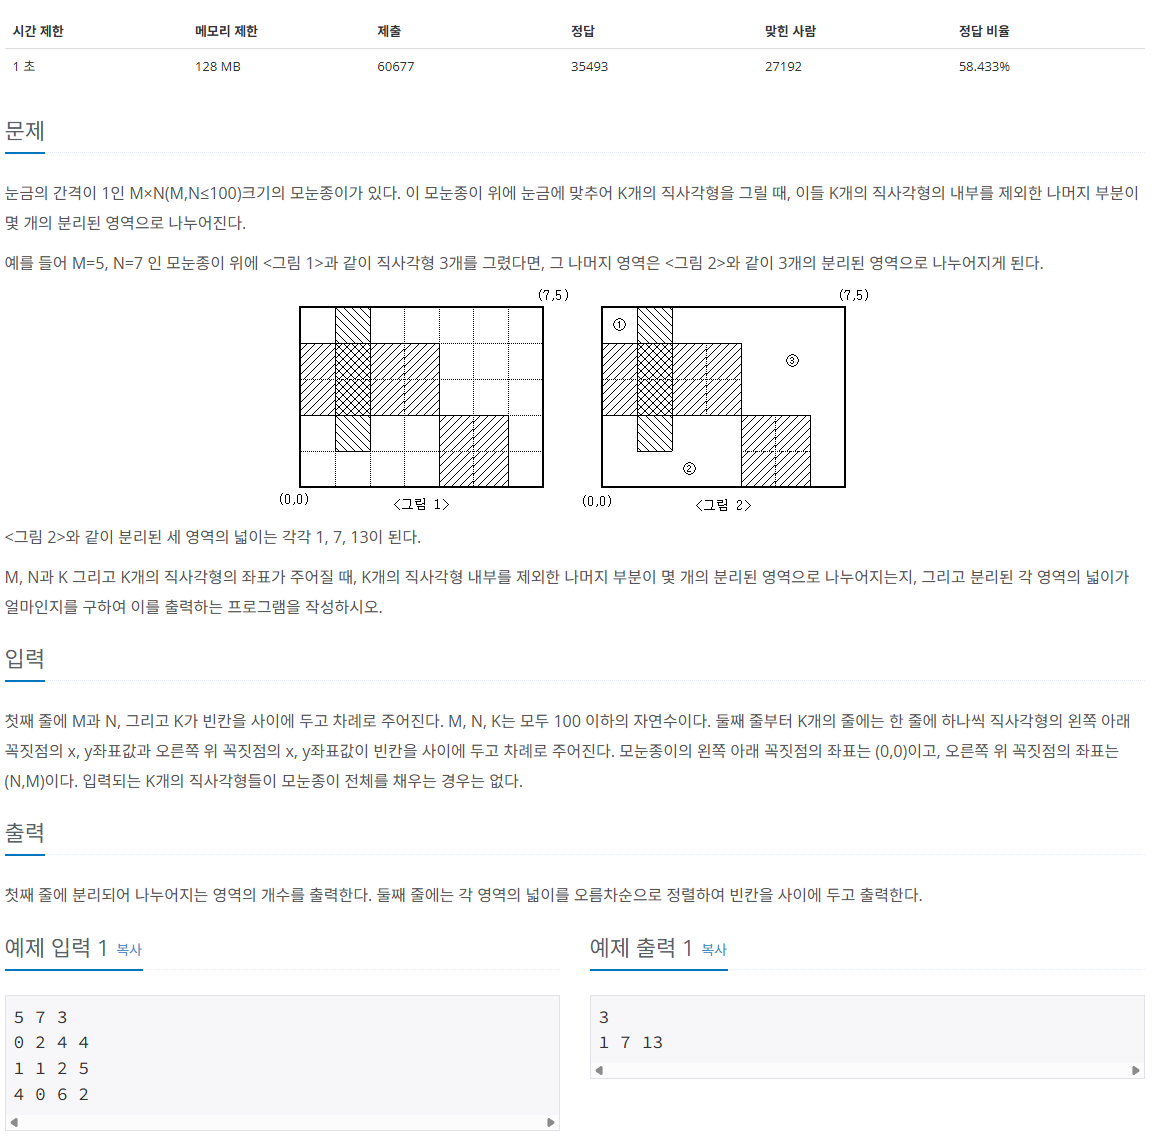 시간 제한 메모리 제한 제출 정답 맞힌 사람 정답 비율
1 초 128 MB 60677 35493 27192 58.433%
문제
눈금의 간격이 1인 M×N(M,N≤100)크기의 모눈종이가 있다. 이 모눈종이 위에 눈금에 맞추어 K개의 직사각형을 그릴 때, 이들 K개의 직사각형의 내부를 제외한 나머지 부분이
몇 개의 분리된 영역으로 나누어진다.
예를 들어 M=5, N=7 인 모눈종이 위에 <그림 1>과 같이 직사각형 3개를 그렸다면, 그 나머지 영역은 <그림 2>와 같이 3개의 분리된 영역으로 나누어지게 된다.
(7,5) (7,5)
①
③
②
(0,0) <그림 1> (0,0) <그림 2>
<그림 2>와 같이 분리된 세 영역의 넓이는 각각 1, 7, 13이 된다.
M, N과 K 그리고 K개의 직사각형의 좌표가 주어질 때, K개의 직사각형 내부를 제외한 나머지 부분이 몇 개의 분리된 영역으로 나누어지는지, 그리고 분리된 각 영역의 넓이가
얼마인지를 구하여 이를 출력하는 프로그램을 작성하시오.
입력
첫째 줄에 M과 N, 그리고 K가 빈칸을 사이에 두고 차례로 주어진다. M, N, K는 모두 100 이하의 자연수이다. 둘째 줄부터 K개의 줄에는 한 줄에 하나씩 직사각형의 왼쪽 아래
꼭짓점의 x, y좌표값과 오른쪽 위 꼭짓점의 x, y좌표값이 빈칸을 사이에 두고 차례로 주어진다. 모눈종이의 왼쪽 아래 꼭짓점의 좌표는 (0,0)이고, 오른쪽 위 꼭짓점의 좌표는
(N,M)이다. 입력되는 K개의 직사각형들이 모눈종이 전체를 채우는 경우는 없다.
출력
첫째 줄에 분리되어 나누어지는 영역의 개수를 출력한다. 둘째 줄에는 각 영역의 넓이를 오름차순으로 정렬하여 빈칸을 사이에 두고 출력한다.
예제 입력 1 복사
5 7 3
0 2 4 4
1 1 2 5
4 0 6 2
예제 출력 1 복사
3
1 7 13